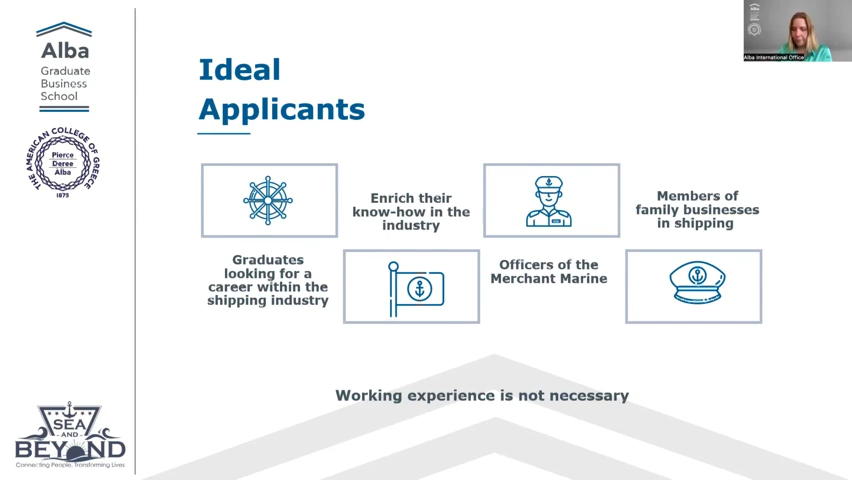 Alba
Graduate
Business
School
THE AMERICAN COLLEGE OF GREECE
Pierce
Deree
Alba
1875
Ideal
Applicants
Enrich their
know-how in the
industry
Members of
family businesses
in shipping
Graduates
looking for a
career within the
shipping industry
Officers of the
Merchant Marine
Working experience is not necessary
SEA
AND
BEYOND
Connecting People, Transforming Lives
Alba International Office